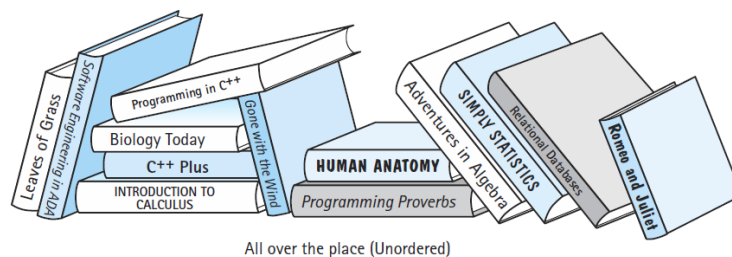 Leaves of Grass
Software Engineering in ADA
Programming in C++
Biology Today
C++ Plus
INTRODUCTION TO
CALCULUS
Gone with the Wind
HUMAN ANATOMY
Programming Proverbs
Adventures in Algebra
SIMPLY STATISTICS
Relational Databases
Romeo and Juliet
All over the place (Unordered)